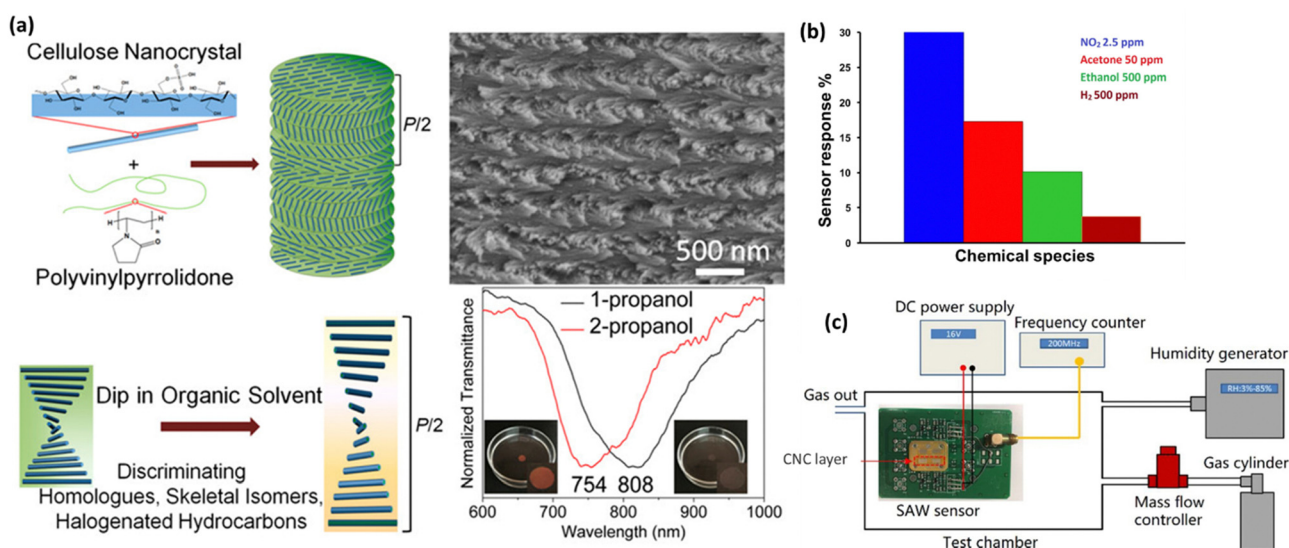 (a)
Cellulose Nanocrystal
+
Polyvinylpyrrolidone
P/2
500 nm
Dip in Organic Solvent
Discriminating
Homologues, Skeletal Isomers,
Halogenated Hydrocarbons
P/2
Normalized Transmittance
1-propanol
2-propanol
754 808
600 700 800 900 1000
Wavelength (nm)
(b)
Sensor response %
30
25
20
15
10
5
0
NO₂ 2.5 ppm
Acetone 50 ppm
Ethanol 500 ppm
H₂ 500 ppm
Chemical species
(c)
DC power supply
16V
Frequency counter
200MHz
Humidity generator
RH:3%-85%
Gas out
CNC layer
SAW sensor
Test chamber
Mass flow
controller
Gas cylinder